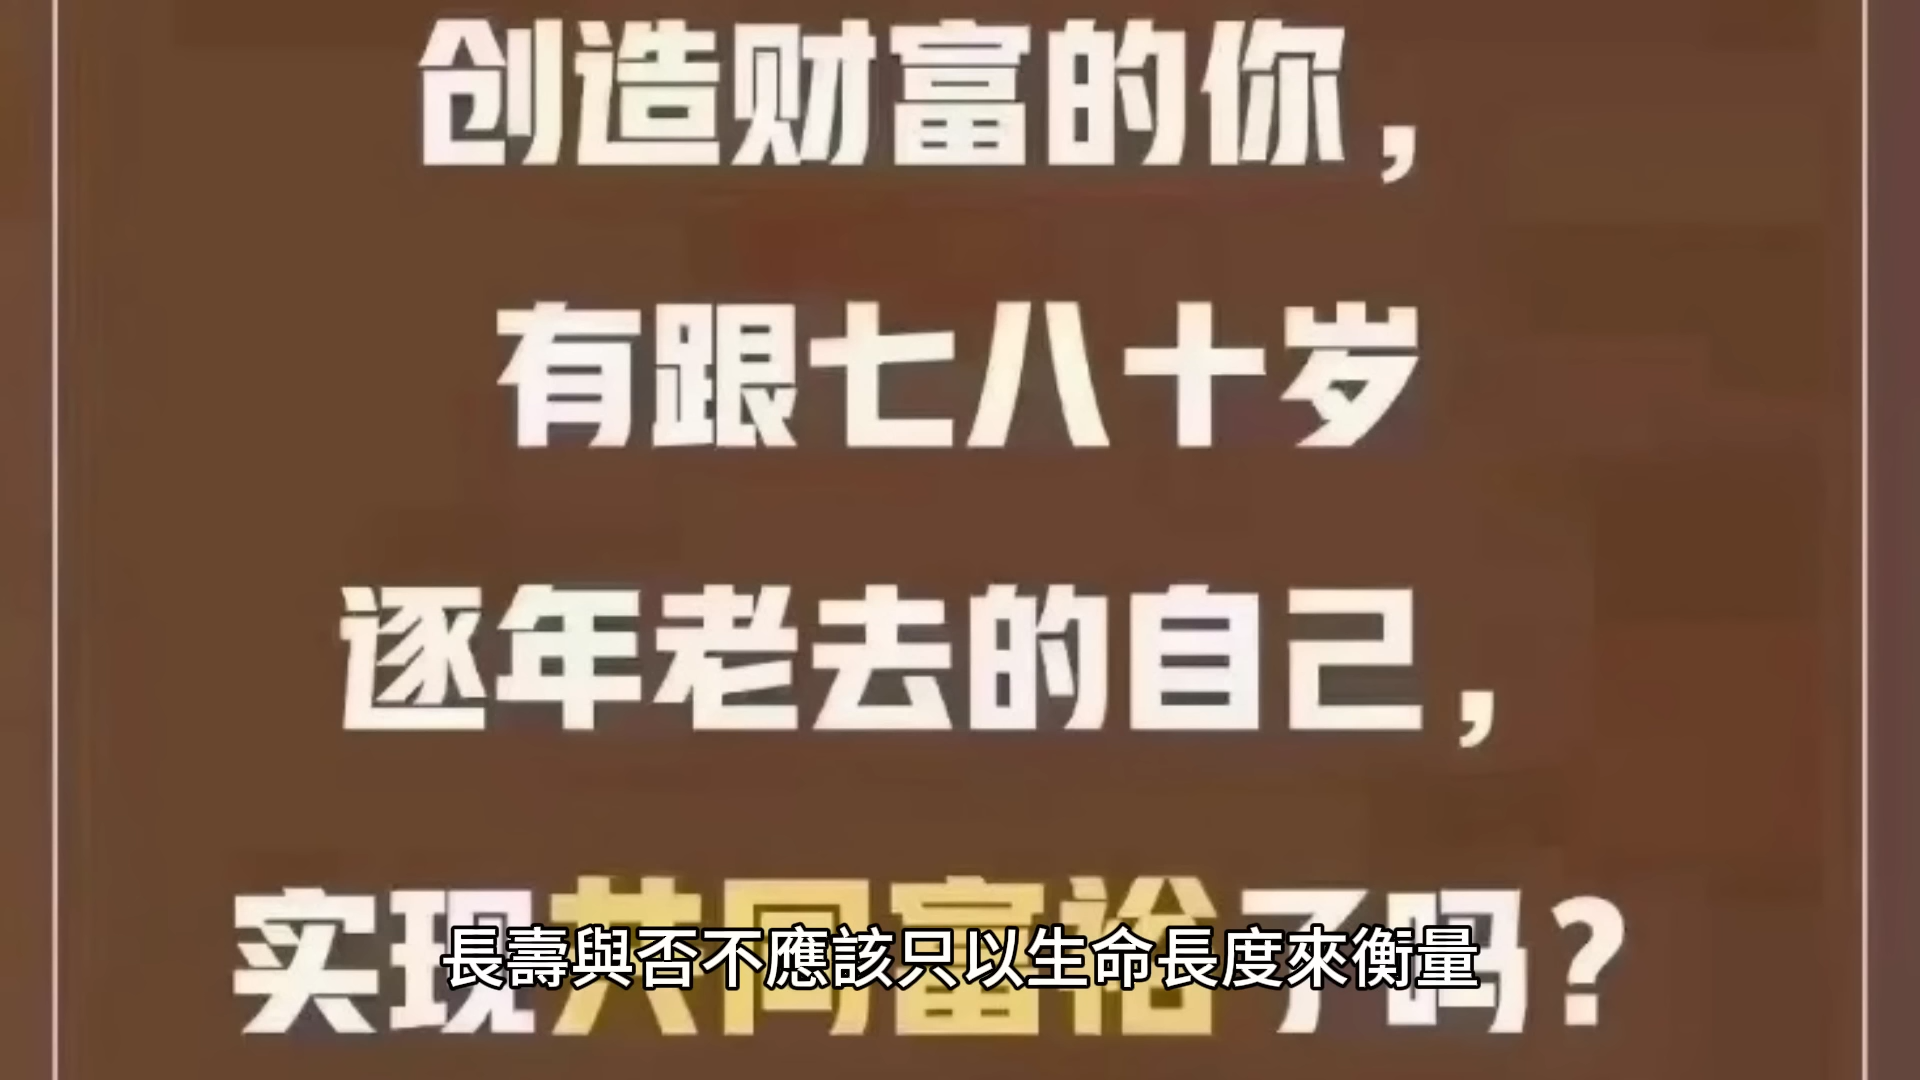 创造财富的你，
有跟七八十岁
逐年老去的自己，
实现共同富裕了吗？
長壽與否不應該只以生命長度來衡量